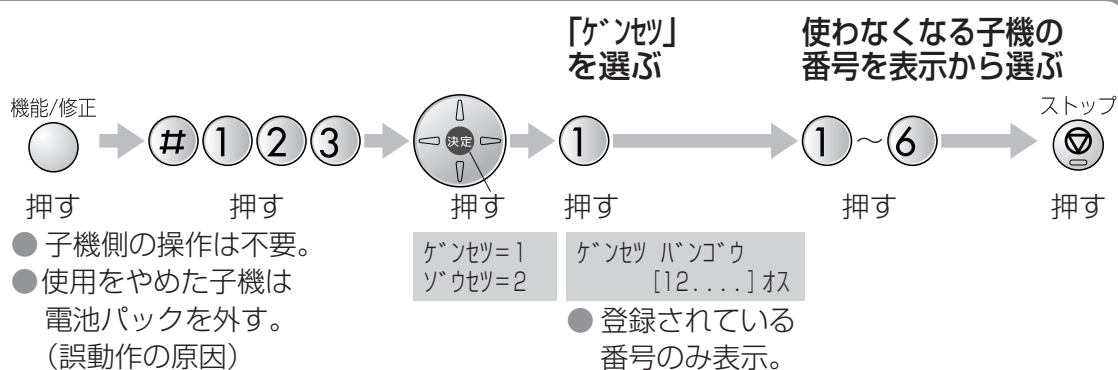 「ｹﾞﾝｾﾂ」 使わなくなる子機の
を選ぶ 番号を表示から選ぶ
機能/修正 ストップ
# 1 2 3 決定 1 1 ～ 6
押す 押す 押す 押す 押す 押す
● 子機側の操作は不要。
●使用をやめた子機は
電池パックを外す。
（誤動作の原因）
ｹﾞﾝｾﾂ=1
ｿﾞｳｾﾂ=2
ｹﾞﾝｾﾂ ﾊﾞﾝｺﾞｳ
[12....] ｵｽ
● 登録されている
番号のみ表示。